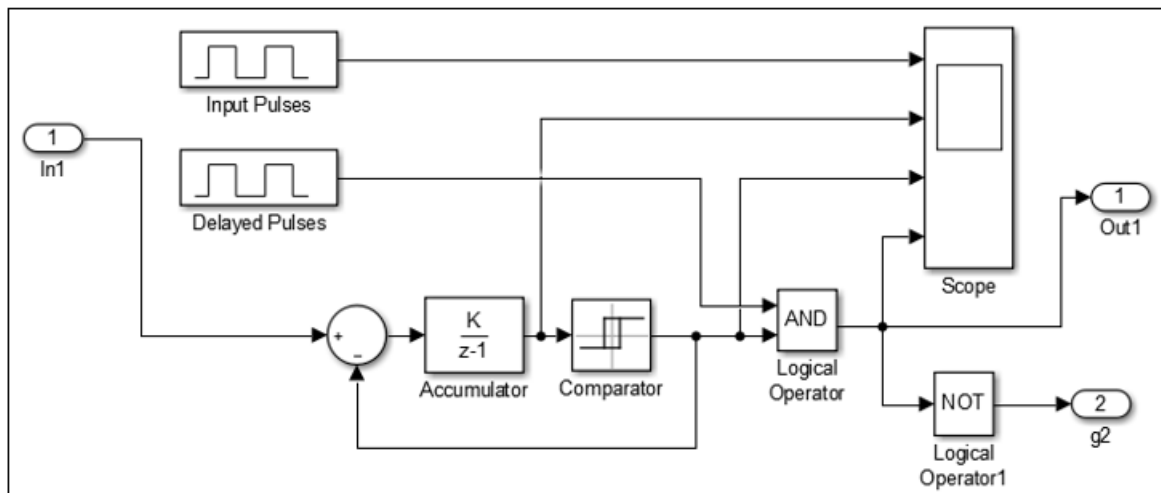 Input Pulses
1
In1
Delayed Pulses
1
Out1
Scope
+
−
K
z-1
Accumulator
Comparator
AND
Logical
Operator
NOT
Logical
Operator1
2
g2